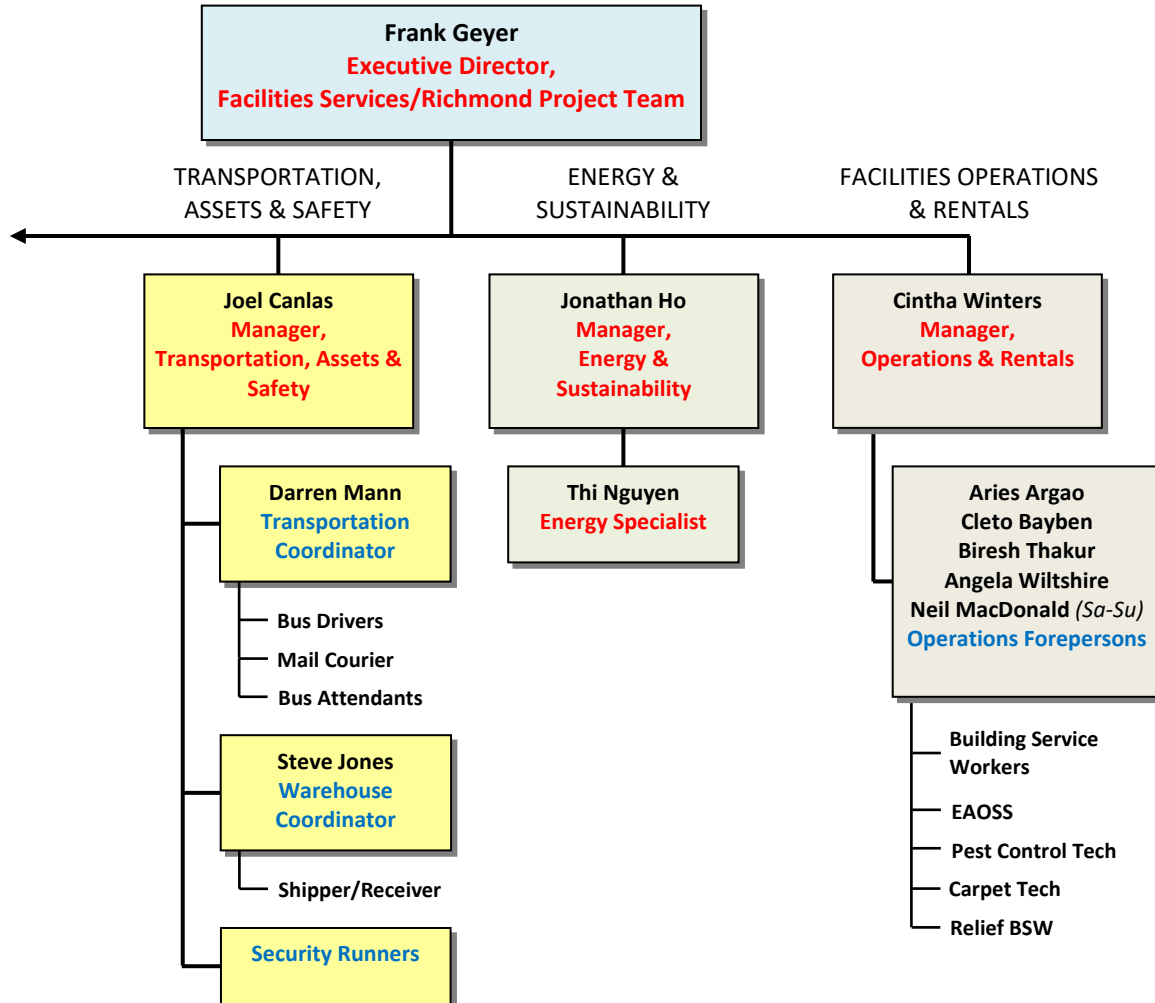 Frank Geyer
Executive Director,
Facilities Services/Richmond Project Team
TRANSPORTATION,
ASSETS & SAFETY
ENERGY &
SUSTAINABILITY
FACILITIES OPERATIONS
& RENTALS
Joel Canlas
Manager,
Transportation, Assets &
Safety
Jonathan Ho
Manager,
Energy &
Sustainability
Cintha Winters
Manager,
Operations & Rentals
Darren Mann
Transportation
Coordinator
Bus Drivers
Mail Courier
Bus Attendants
Steve Jones
Warehouse
Coordinator
Shipper/Receiver
Security Runners
Thi Nguyen
Energy Specialist
Aries Argao
Cleto Bayben
Biresh Thakur
Angela Wiltshire
Neil MacDonald (Sa-Su)
Operations Forepersons
Building Service
Workers
EAOSS
Pest Control Tech
Carpet Tech
Relief BSW